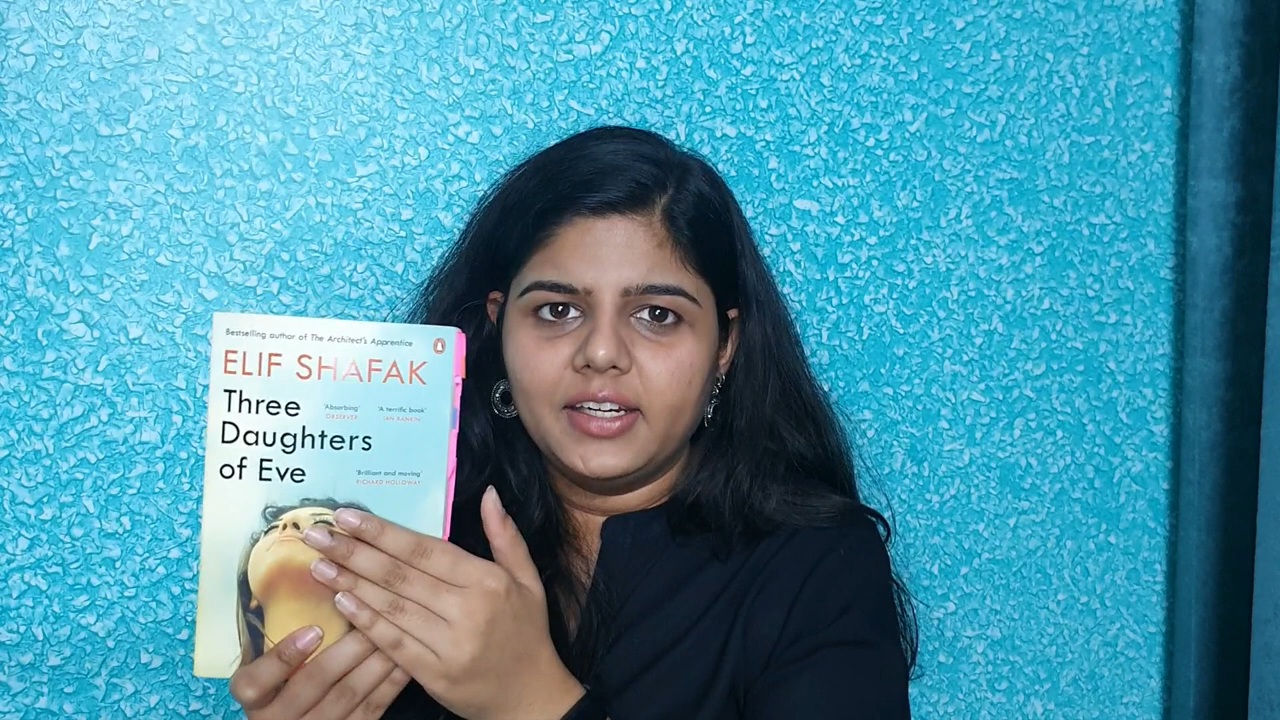 Bestselling author of The Architect's Apprentice
ELIF SHAFAK
Three
Daughters
of Eve
'Absorbing'
OBSERVER
'A terrific book'
IAN RANKIN
'Brilliant and moving'
RICHARD HOLLOWAY